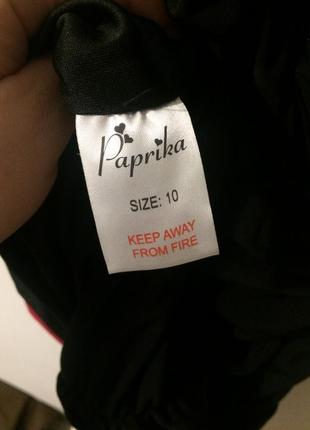 Paprika
SIZE: 10
KEEP AWAY
FROM FIRE